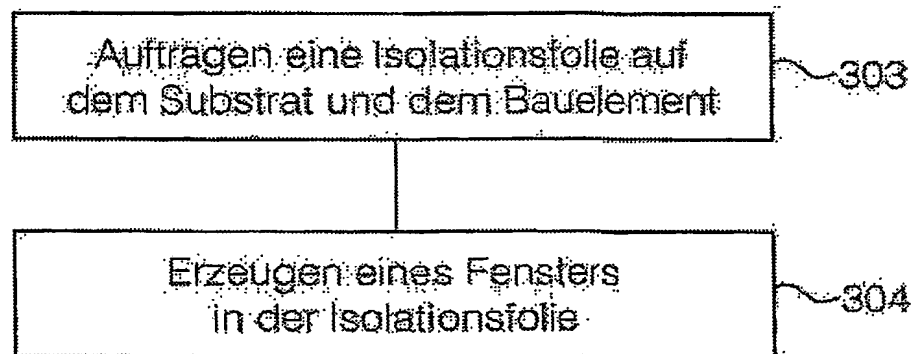 Auftragen eine Isolationsfolie auf
dem Substrat und dem Bauelement
303
Erzeugen eines Fensters
in der Isolationsfolie
304